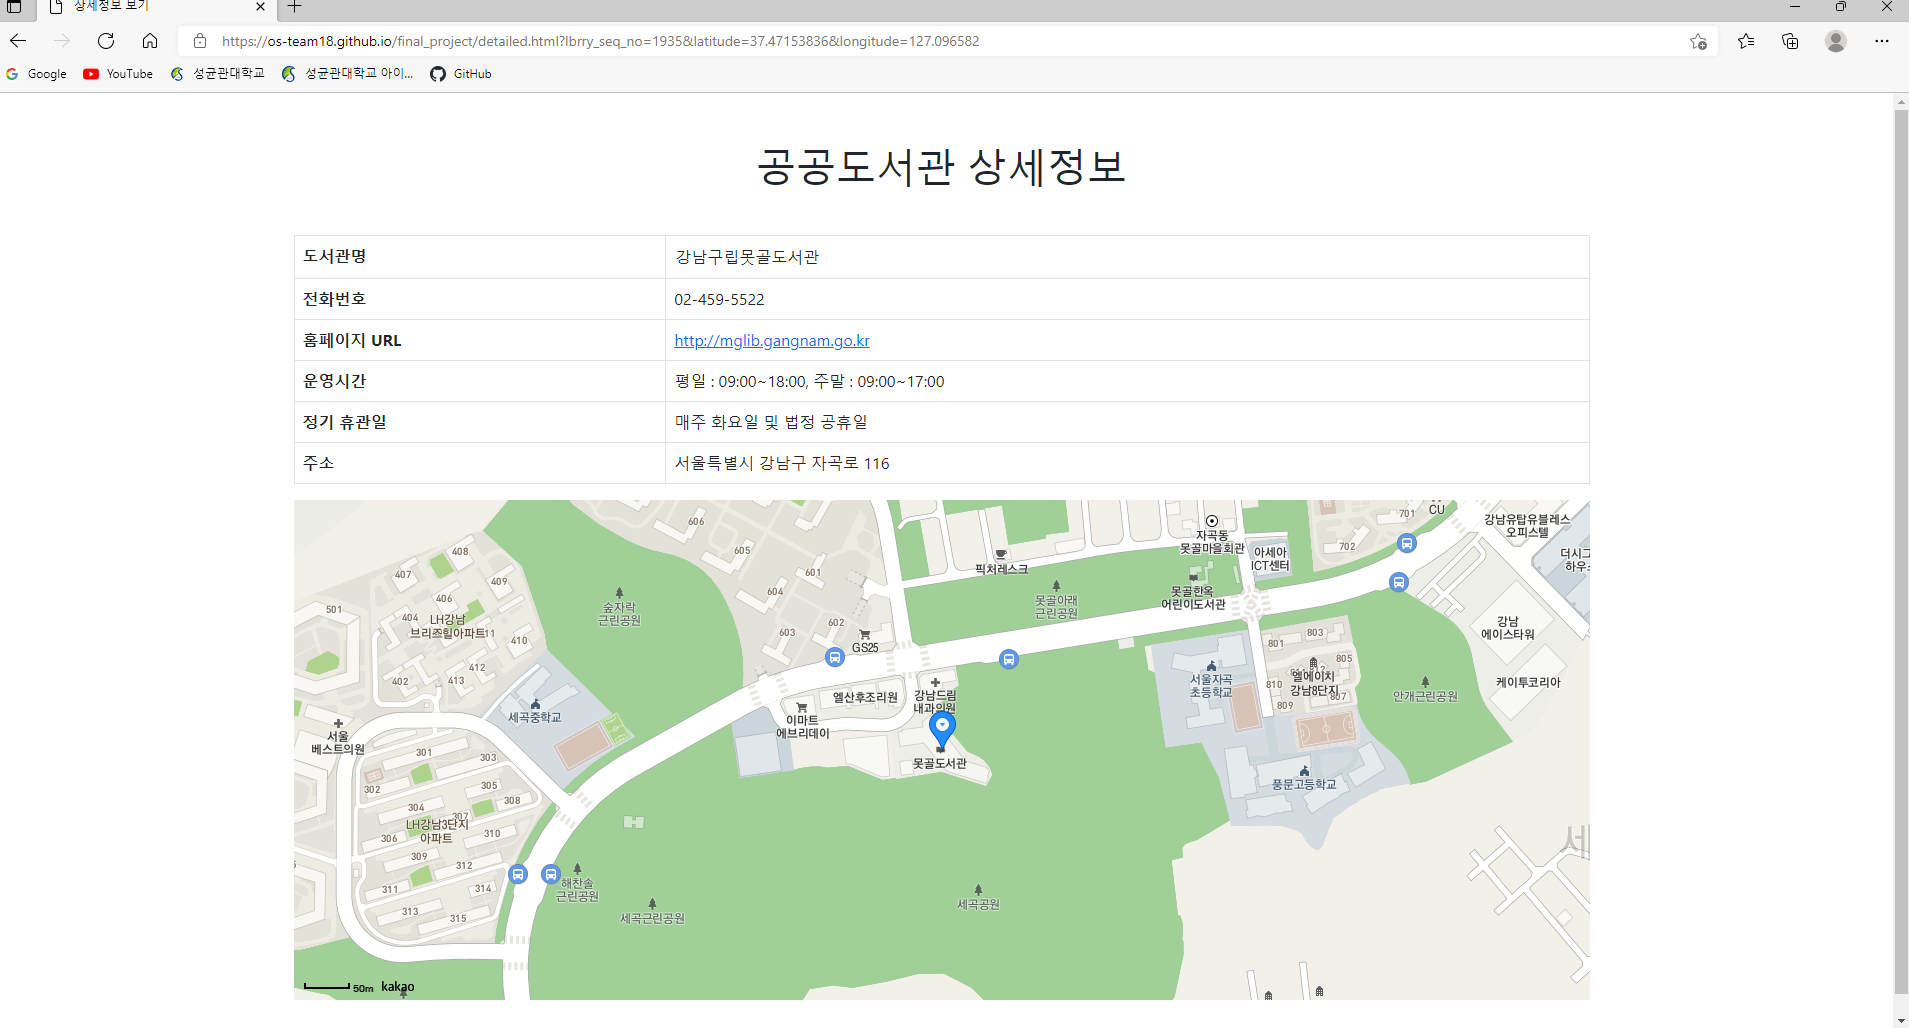 상세정보 보기
https://os-team18.github.io/final_project/detailed.html?lbrry_seq_no=1935&latitude=37.47153836&longitude=127.096582
Google YouTube 성균관대학교 성균관대학교 아이... GitHub
공공도서관 상세정보
도서관명 강남구립못골도서관
전화번호 02-459-5522
홈페이지 URL http://mglib.gangnam.go.kr
운영시간 평일 : 09:00~18:00, 주말 : 09:00~17:00
정기 휴관일 매주 화요일 및 법정 공휴일
주소 서울특별시 강남구 자곡로 116
CU
701
강남유탑유블레스
오피스텔
606
605
604
601
602
603
자곡동
못골마을회관
702
아세아
ICT센터
더시그
하우스
픽처레스크
408
407
409
406
404
410
412
413
402
501
LH강남
브리즈힐아파트
11
숲자락
근린공원
못골아래
근린공원
못골한옥
어린이도서관
GS25
강남
에이스타워
801
803
805
810
807
809
엘에이치
강남8단지
서울자곡
초등학교
안개근린공원
케이투코리아
엘산후조리원
강남드림
내과의원
세곡중학교
이마트
에브리데이
서울
베스트의원
못골도서관
풍문고등학교
301
303
302
305
304
308
307
306
310
309
312
311
314
313
315
LH강남3단지
아파트
세
해찬솔
근린공원
세곡근린공원
세곡공원
50m kakao